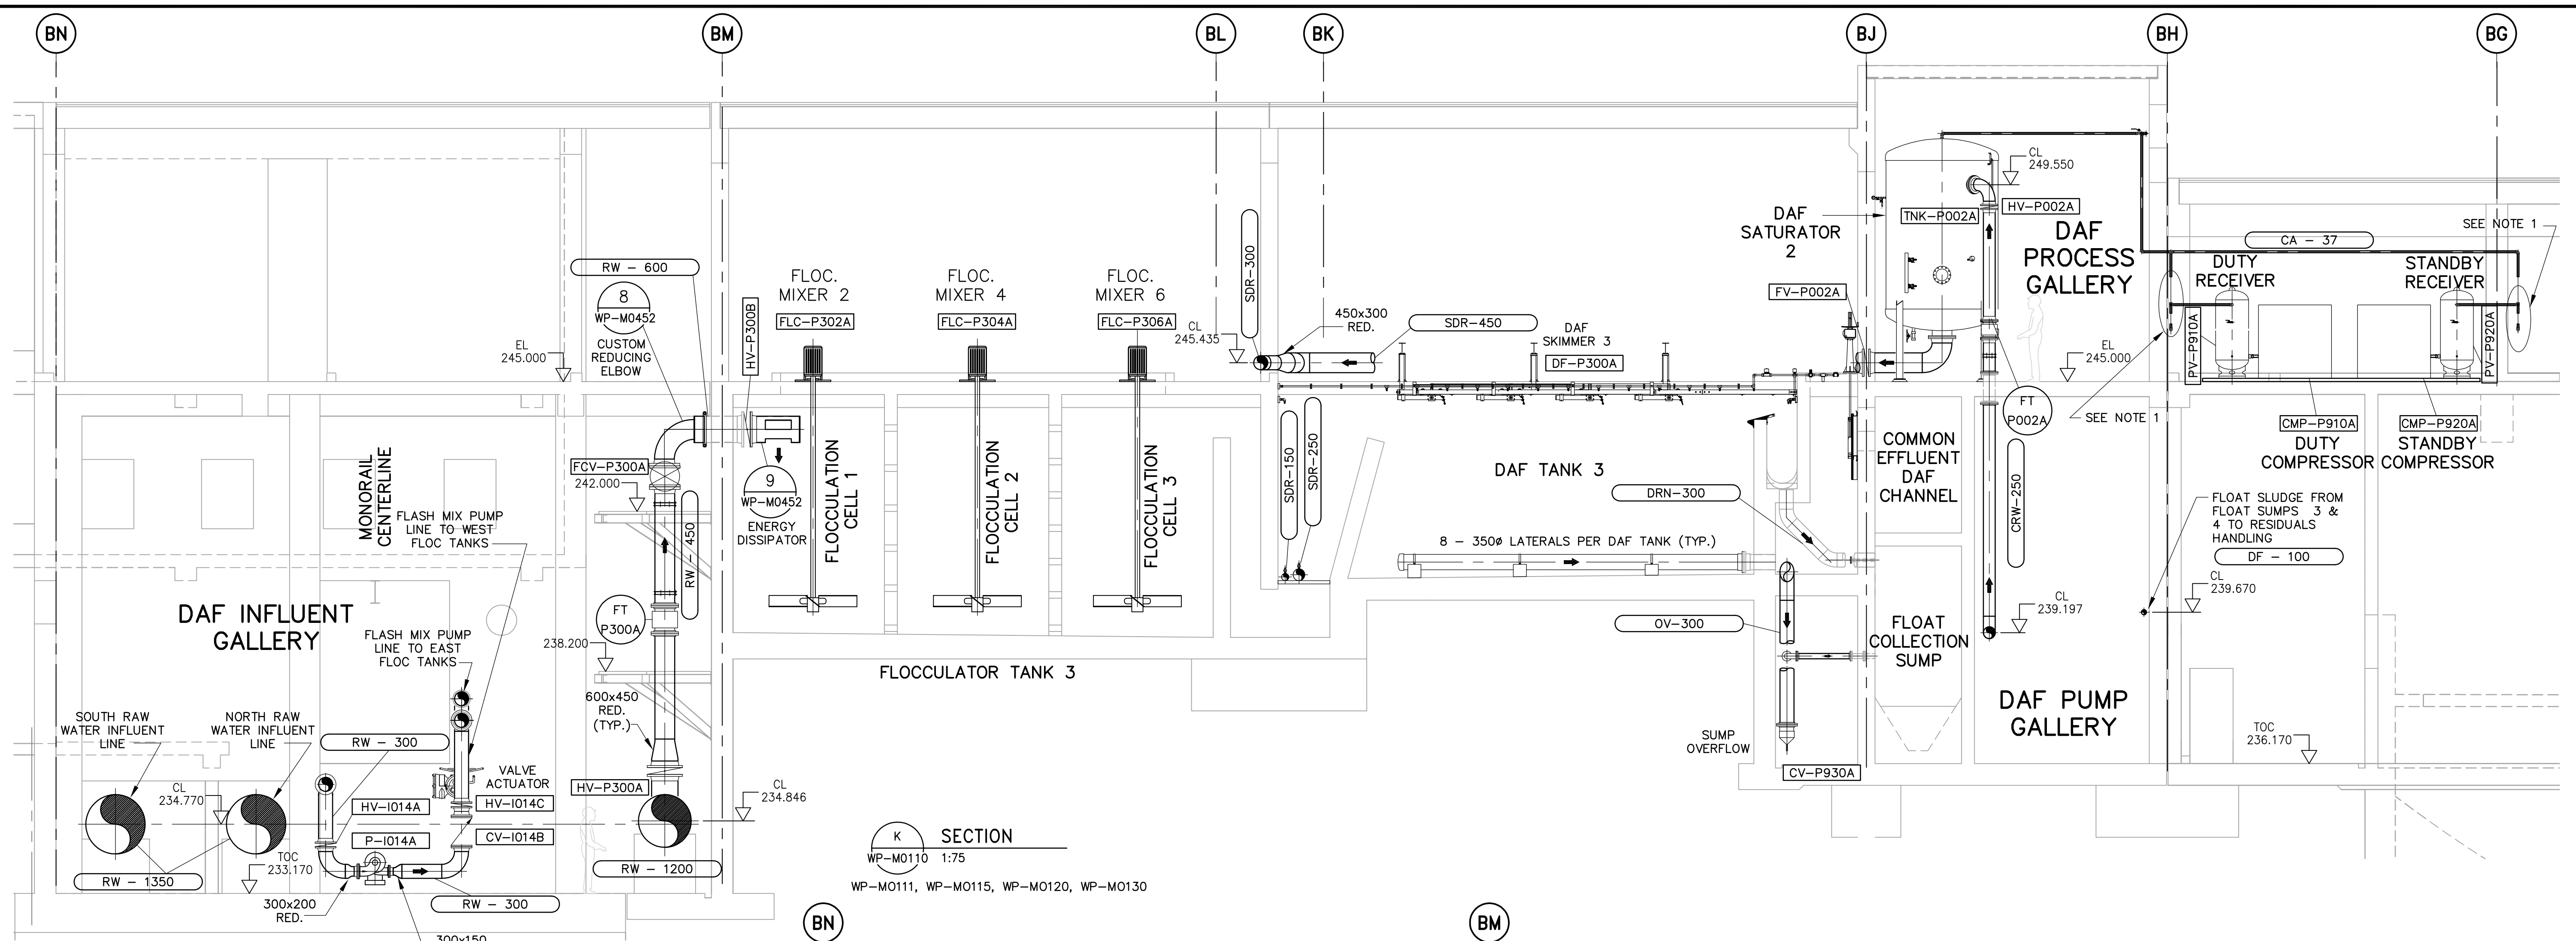 BN
BM
BL
BK
BJ
BH
BG
RW - 600
8
WP-M0452
CUSTOM
REDUCING
ELBOW
HV-P300B
FLOC.
MIXER 2
FLC-P302A
FLOC.
MIXER 4
FLC-P304A
FLOC.
MIXER 6
FLC-P306A
SDR-300
CL
245.435
450x300
RED.
SDR-450
DAF
SKIMMER 3
DF-P300A
DAF
SATURATOR
2
TNK-P002A
FV-P002A
CL
249.550
HV-P002A
DAF
PROCESS
GALLERY
CA - 37
SEE NOTE 1
DUTY
RECEIVER
STANDBY
RECEIVER
PV-P910A
PV-P920A
EL
245.000
EL
245.000
FT
P002A
SEE NOTE 1
CMP-P910A
DUTY
COMPRESSOR
CMP-P920A
STANDBY
COMPRESSOR
MONORAIL
CENTERLINE
FCV-P300A
242.000
RW - 450
9
WP-M0452
ENERGY
DISSIPATOR
FLOCCULATION
CELL 1
FLOCCULATION
CELL 2
FLOCCULATION
CELL 3
SDR-150
SDR-250
DAF TANK 3
DRN-300
8 - 350ø LATERALS PER DAF TANK (TYP.)
COMMON
EFFLUENT
DAF
CHANNEL
CRW-250
FLOAT SLUDGE FROM
FLOAT SUMPS 3 &
4 TO RESIDUALS
HANDLING
DF - 100
CL
239.670
CL
239.197
FLASH MIX PUMP
LINE TO WEST
FLOC TANKS
DAF INFLUENT
GALLERY
FLASH MIX PUMP
LINE TO EAST
FLOC TANKS
FT
P300A
238.200
FLOCCULATOR TANK 3
OV-300
FLOAT
COLLECTION
SUMP
DAF PUMP
GALLERY
600x450
RED.
(TYP.)
SOUTH RAW
WATER INFLUENT
LINE
NORTH RAW
WATER INFLUENT
LINE
RW - 300
VALVE
ACTUATOR
SUMP
OVERFLOW
CV-P930A
TOC
236.170
CL
234.770
HV-I014A
HV-I014C
HV-P300A
CL
234.846
P-I014A
CV-I014B
TOC
233.170
RW - 1350
RW - 1200
300x200
RED.
RW - 300
300x150
K
WP-M0110
SECTION
1:75
WP-M0111, WP-M0115, WP-M0120, WP-M0130
BN
BM